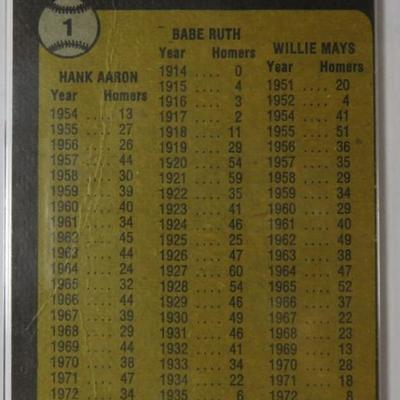 1
HANK AARON
Year Homers
1954 .... 13
1955 .... 27
1956 .... 26
1957 .... 44
1958 .... 30
1959 .... 39
1960 .... 40
1961 .... 34
1962 .... 45
1963 .... 44
1964 .... 24
1965 .... 32
1966 .... 44
1967 .... 39
1968 .... 29
1969 .... 44
1970 .... 38
1971 .... 47
1972 .... 34
BABE RUTH
Year Homers
1914 .... 0
1915 .... 4
1916 .... 3
1917 .... 2
1918 .... 11
1919 .... 29
1920 .... 54
1921 .... 59
1922 .... 35
1923 .... 41
1924 .... 46
1925 .... 25
1926 .... 47
1927 .... 60
1928 .... 54
1929 .... 46
1930 .... 49
1931 .... 46
1932 .... 41
1933 .... 34
1934 .... 22
1935 .... 6
WILLIE MAYS
Year Homers
1951 .... 20
1952 .... 4
1954 .... 41
1955 .... 51
1956 .... 36
1957 .... 35
1958 .... 29
1959 .... 34
1960 .... 29
1961 .... 40
1962 .... 49
1963 .... 38
1964 .... 47
1965 .... 52
1966 .... 37
1967 .... 22
1968 .... 23
1969 .... 13
1970 .... 28
1971 .... 18
1972 .... 8